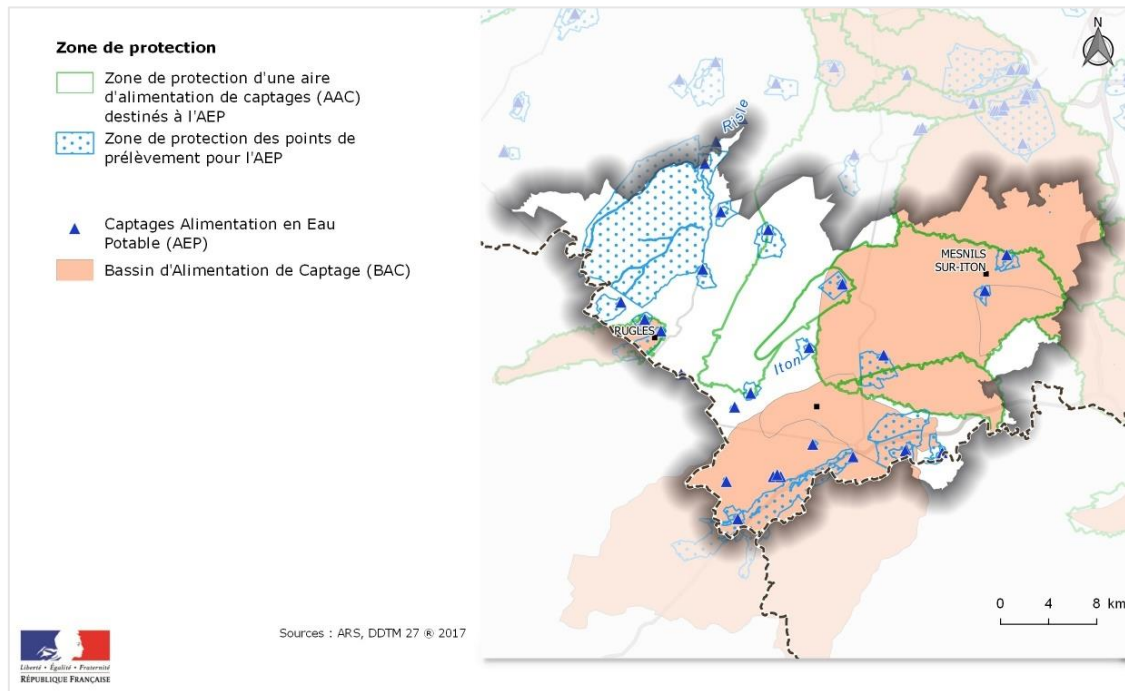 Zone de protection
Zone de protection d'une aire
d'alimentation de captages (AAC)
destinés à l'AEP
Zone de protection des points de
prélèvement pour l'AEP
Captages Alimentation en Eau
Potable (AEP)
Bassin d'Alimentation de Captage (BAC)
Sources : ARS, DDTM 27 ® 2017
Liberté • Égalité • Fraternité
RÉPUBLIQUE FRANÇAISE
N
Risle
MESNILS
SUR-ITON
RUGLES
Iton
0 4 8 km